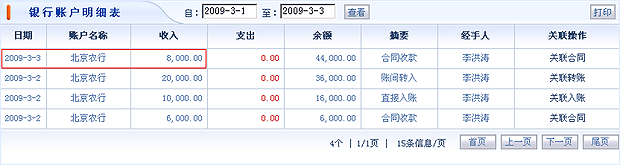 银行账户明细表 自： 2009-3-1 至： 2009-3-3 查看 打印
日期 账户名称 收入 支出 余额 摘要 经手人 关联操作
2009-3-3 北京农行 8,000.00 0.00 44,000.00 合同收款 李洪涛 关联合同
2009-3-2 北京农行 20,000.00 0.00 36,000.00 账间转入 李洪涛 关联转账
2009-3-2 北京农行 10,000.00 0.00 16,000.00 直接入账 李洪涛 关联入账
2009-3-2 北京农行 6,000.00 0.00 6,000.00 合同收款 李洪涛 关联合同
4个 | 1/1页 | 15条信息/页 首页 上一页 下一页 尾页